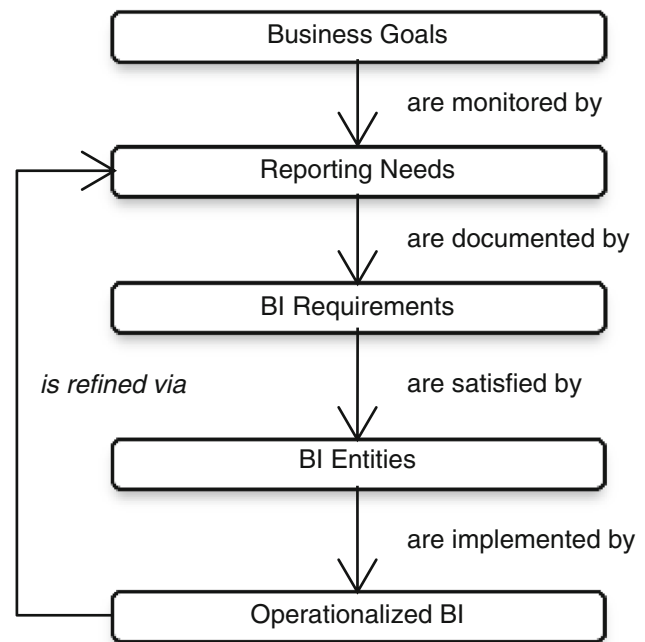 Business Goals
are monitored by
Reporting Needs
are documented by
BI Requirements
is refined via
are satisfied by
BI Entities
are implemented by
Operationalized BI